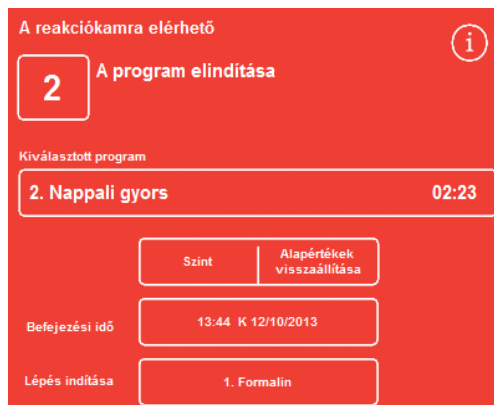 A reakciókamra elérhető
i
2
A program elindítása
Kiválasztott program
2. Nappali gyors 02:23
Szint
Alapértékek
visszaállítása
Befejezési idő
13:44 K 12/10/2013
Lépés indítása
1. Formalin